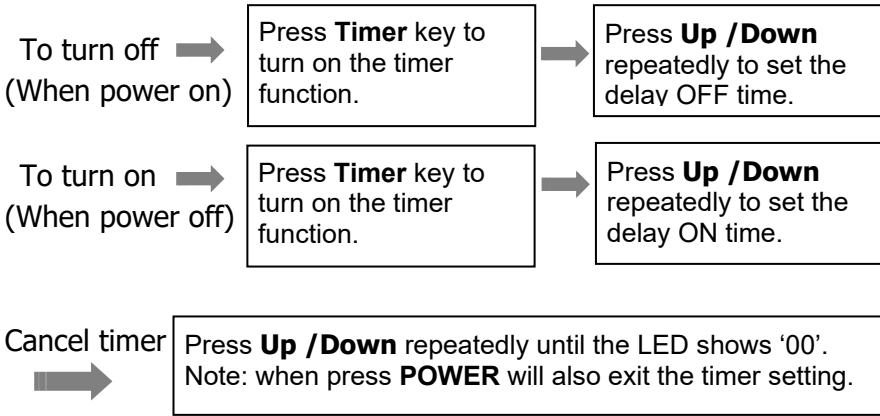 To turn off
(When power on)
Press Timer key to
turn on the timer
function.
Press Up /Down
repeatedly to set the
delay OFF time.
To turn on
(When power off)
Press Timer key to
turn on the timer
function.
Press Up /Down
repeatedly to set the
delay ON time.
Cancel timer
Press Up /Down repeatedly until the LED shows ‘00’.
Note: when press POWER will also exit the timer setting.